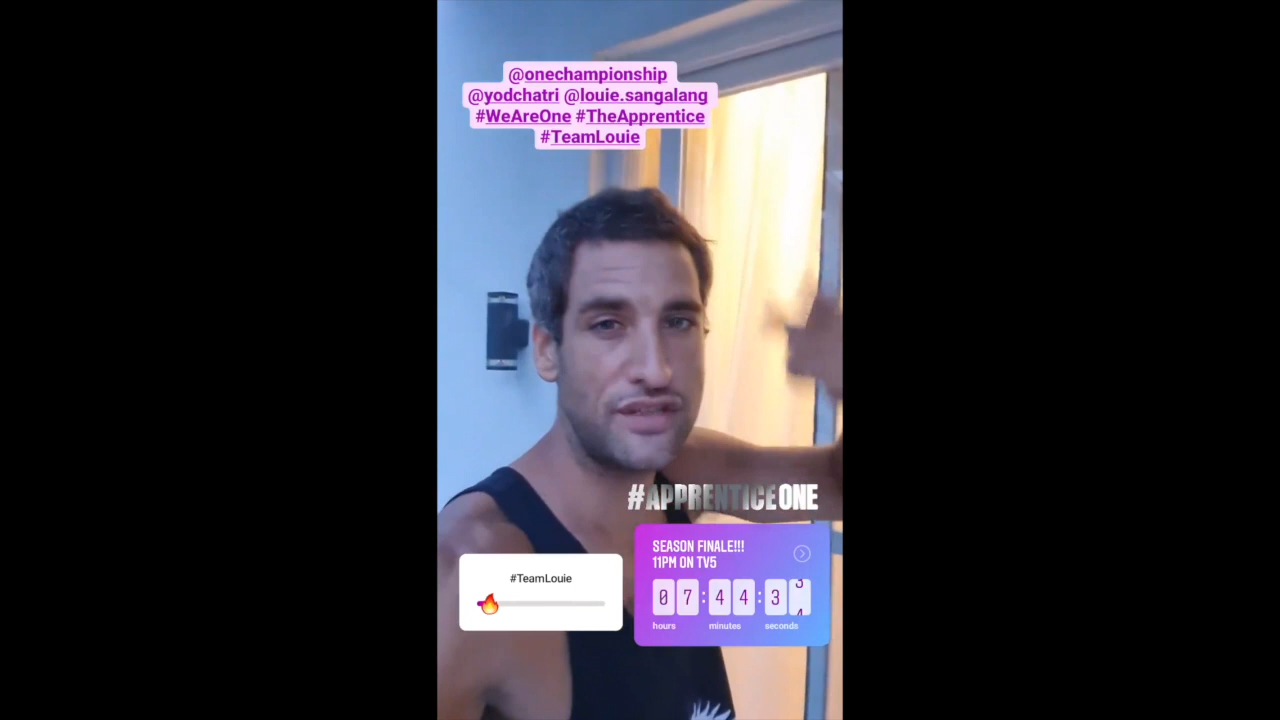 @onechampionship
@yodchatri @louie.sangalang
#WeAreOne #TheApprentice
#TeamLouie
#APPRENTICEONE
SEASON FINALE!!!
11PM ON TV5
#TeamLouie
07:44:3
hours minutes seconds